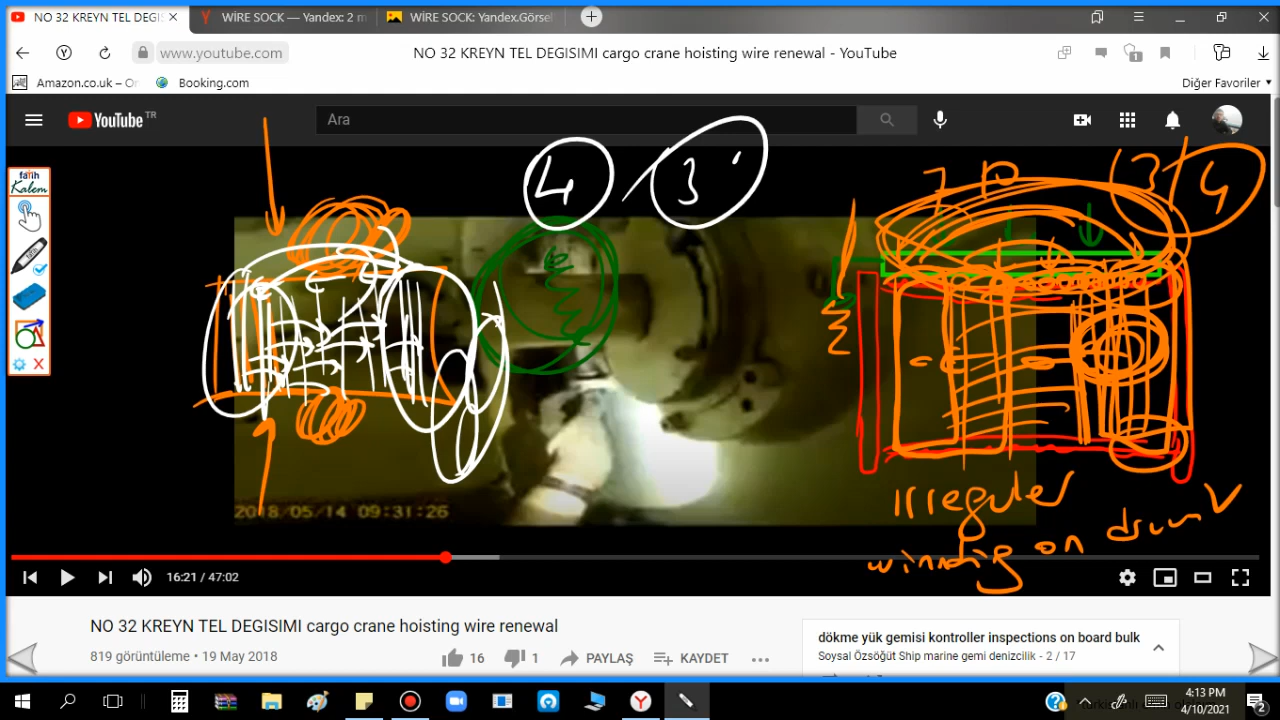 NO 32 KREYN TEL DEGISI
WİRE SOCK — Yandex: 2 m
WİRE SOCK: Yandex.Görsel
www.youtube.com
NO 32 KREYN TEL DEGISIMI cargo crane hoisting wire renewal - YouTube
1
Amazon.co.uk – Or
Booking.com
Diğer Favoriler
YouTube TR
Ara
fatih
Kalem
4
3
3
4
2018/05/14 09:31:26
Irreguler
winding on drum
16:21 / 47:02
NO 32 KREYN TEL DEGISIMI cargo crane hoisting wire renewal
819 görüntüleme • 19 May 2018
16
1
PAYLAŞ
KAYDET
dökme yük gemisi kontroller inspections on board bulk
Soysal Özsöğüt Ship marine gemi denizcilik - 2 / 17
4:13 PM
4/10/2021
2